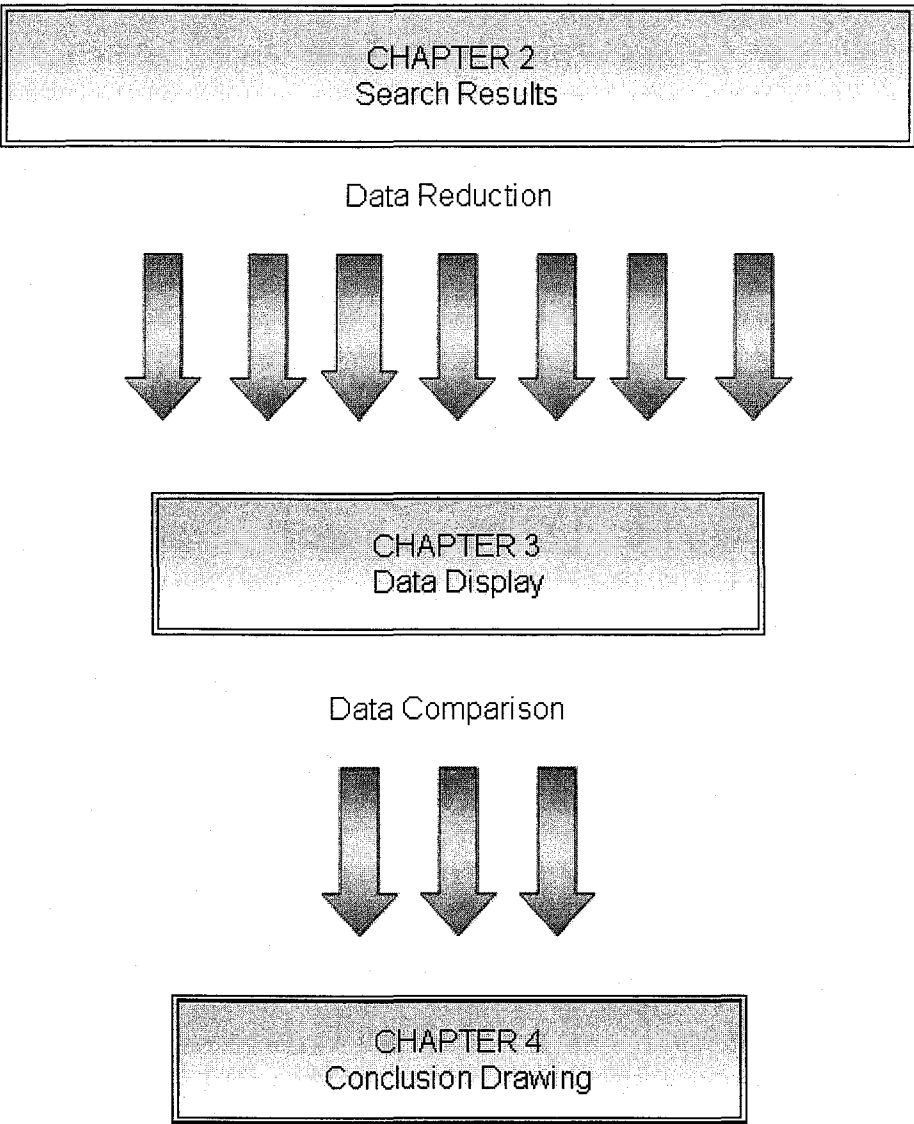 CHAPTER 2
Search Results
Data Reduction
CHAPTER 3
Data Display
Data Comparison
CHAPTER 4
Conclusion Drawing